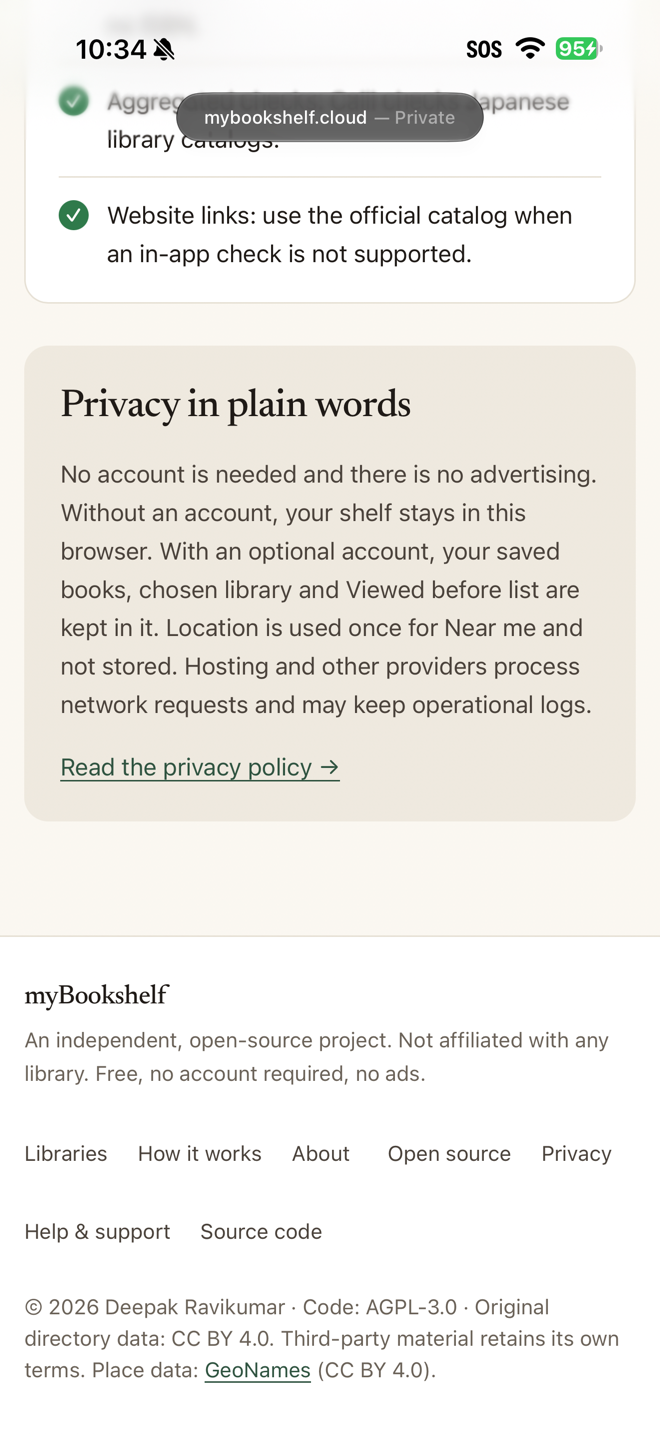 10:34
SOS
95
mybookshelf.cloud — Private
Japanese
library catalogs.
Website links: use the official catalog when
an in-app check is not supported.
Privacy in plain words
No account is needed and there is no advertising.
Without an account, your shelf stays in this
browser. With an optional account, your saved
books, chosen library and Viewed before list are
kept in it. Location is used once for Near me and
not stored. Hosting and other providers process
network requests and may keep operational logs.
Read the privacy policy →
myBookshelf
An independent, open-source project. Not affiliated with any
library. Free, no account required, no ads.
Libraries How it works About Open source Privacy
Help & support Source code
© 2026 Deepak Ravikumar · Code: AGPL-3.0 · Original
directory data: CC BY 4.0. Third-party material retains its own
terms. Place data: GeoNames (CC BY 4.0).